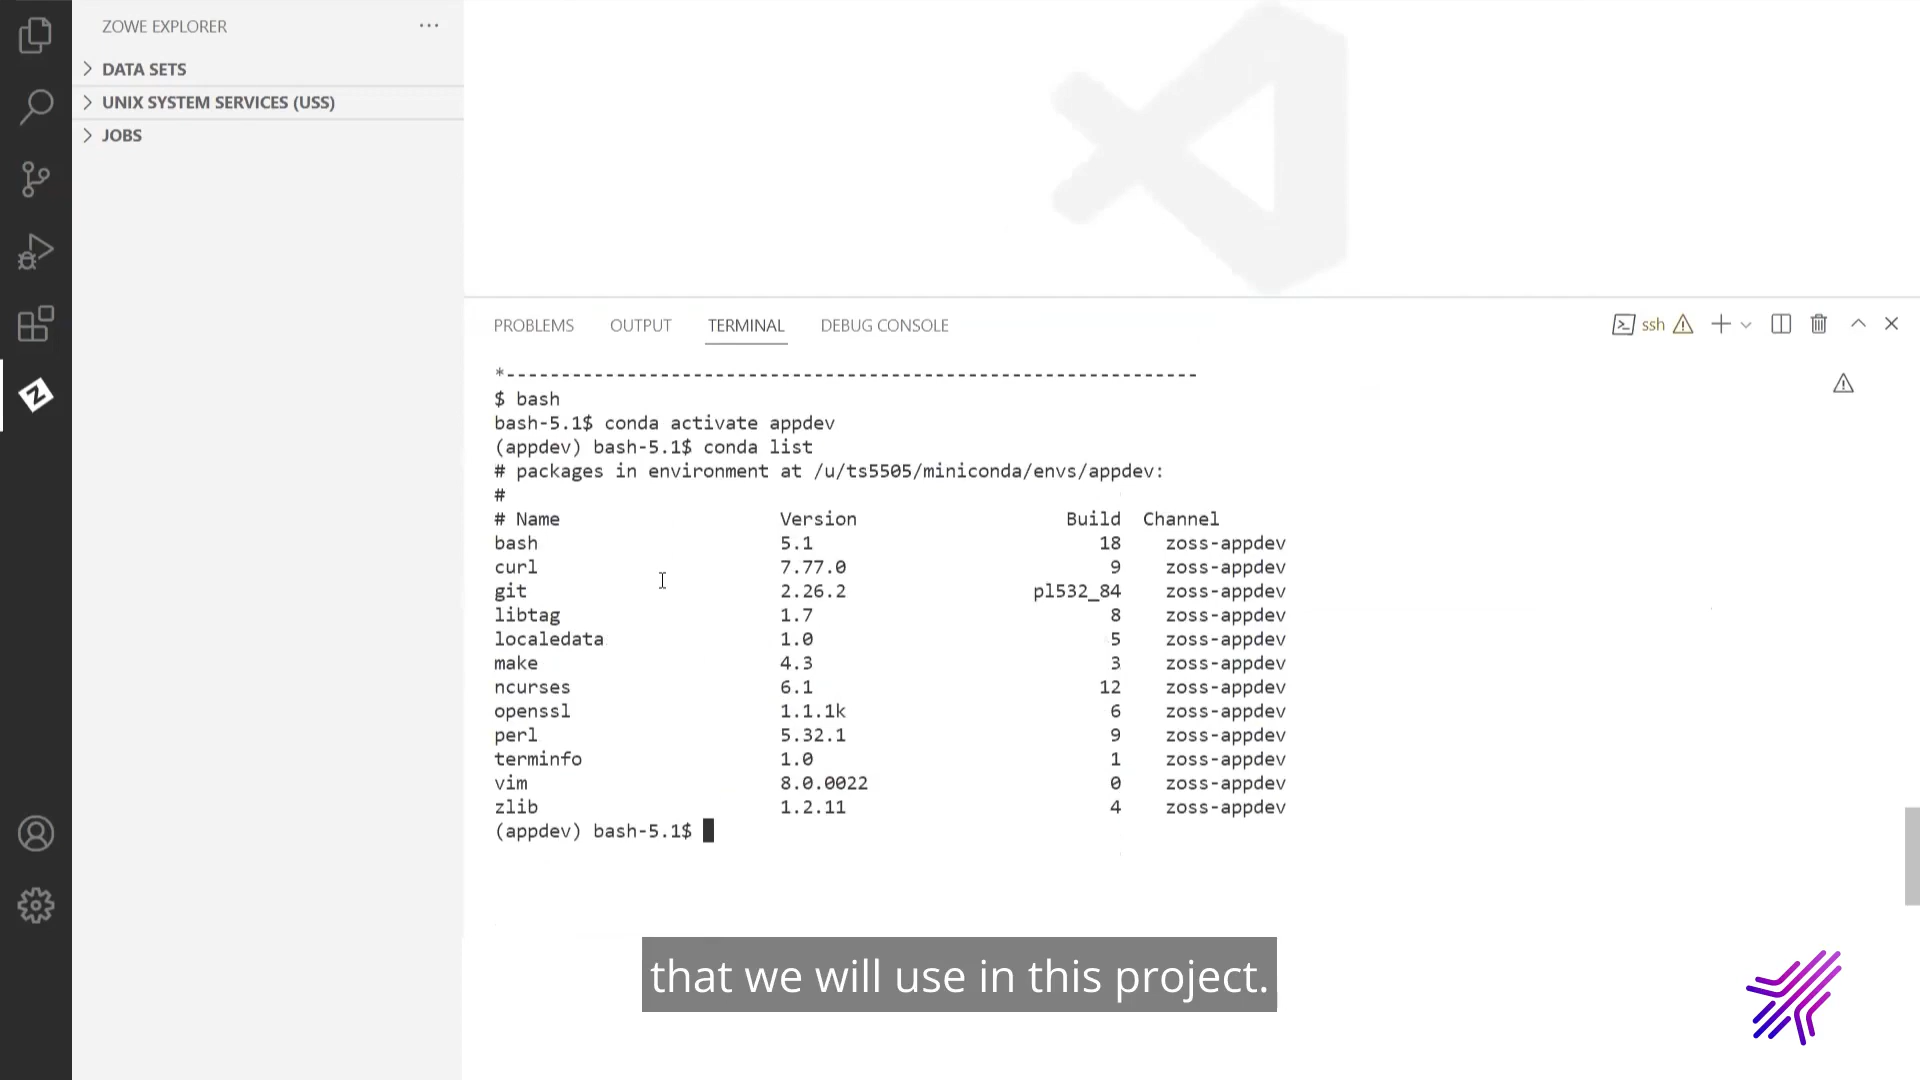 ZOWE EXPLORER
DATA SETS
UNIX SYSTEM SERVICES (USS)
JOBS
PROBLEMS OUTPUT TERMINAL DEBUG CONSOLE ssh
*---------------------------------------------------------------
$ bash
bash-5.1$ conda activate appdev
(appdev) bash-5.1$ conda list
# packages in environment at /u/ts5505/miniconda/envs/appdev:
#
# Name Version Build Channel
bash 5.1 18 zoss-appdev
curl 7.77.0 9 zoss-appdev
git 2.26.2 pl532_84 zoss-appdev
libtag 1.7 8 zoss-appdev
localedata 1.0 5 zoss-appdev
make 4.3 3 zoss-appdev
ncurses 6.1 12 zoss-appdev
openssl 1.1.1k 6 zoss-appdev
perl 5.32.1 9 zoss-appdev
terminfo 1.0 1 zoss-appdev
vim 8.0.0022 0 zoss-appdev
zlib 1.2.11 4 zoss-appdev
(appdev) bash-5.1$
that we will use in this project.